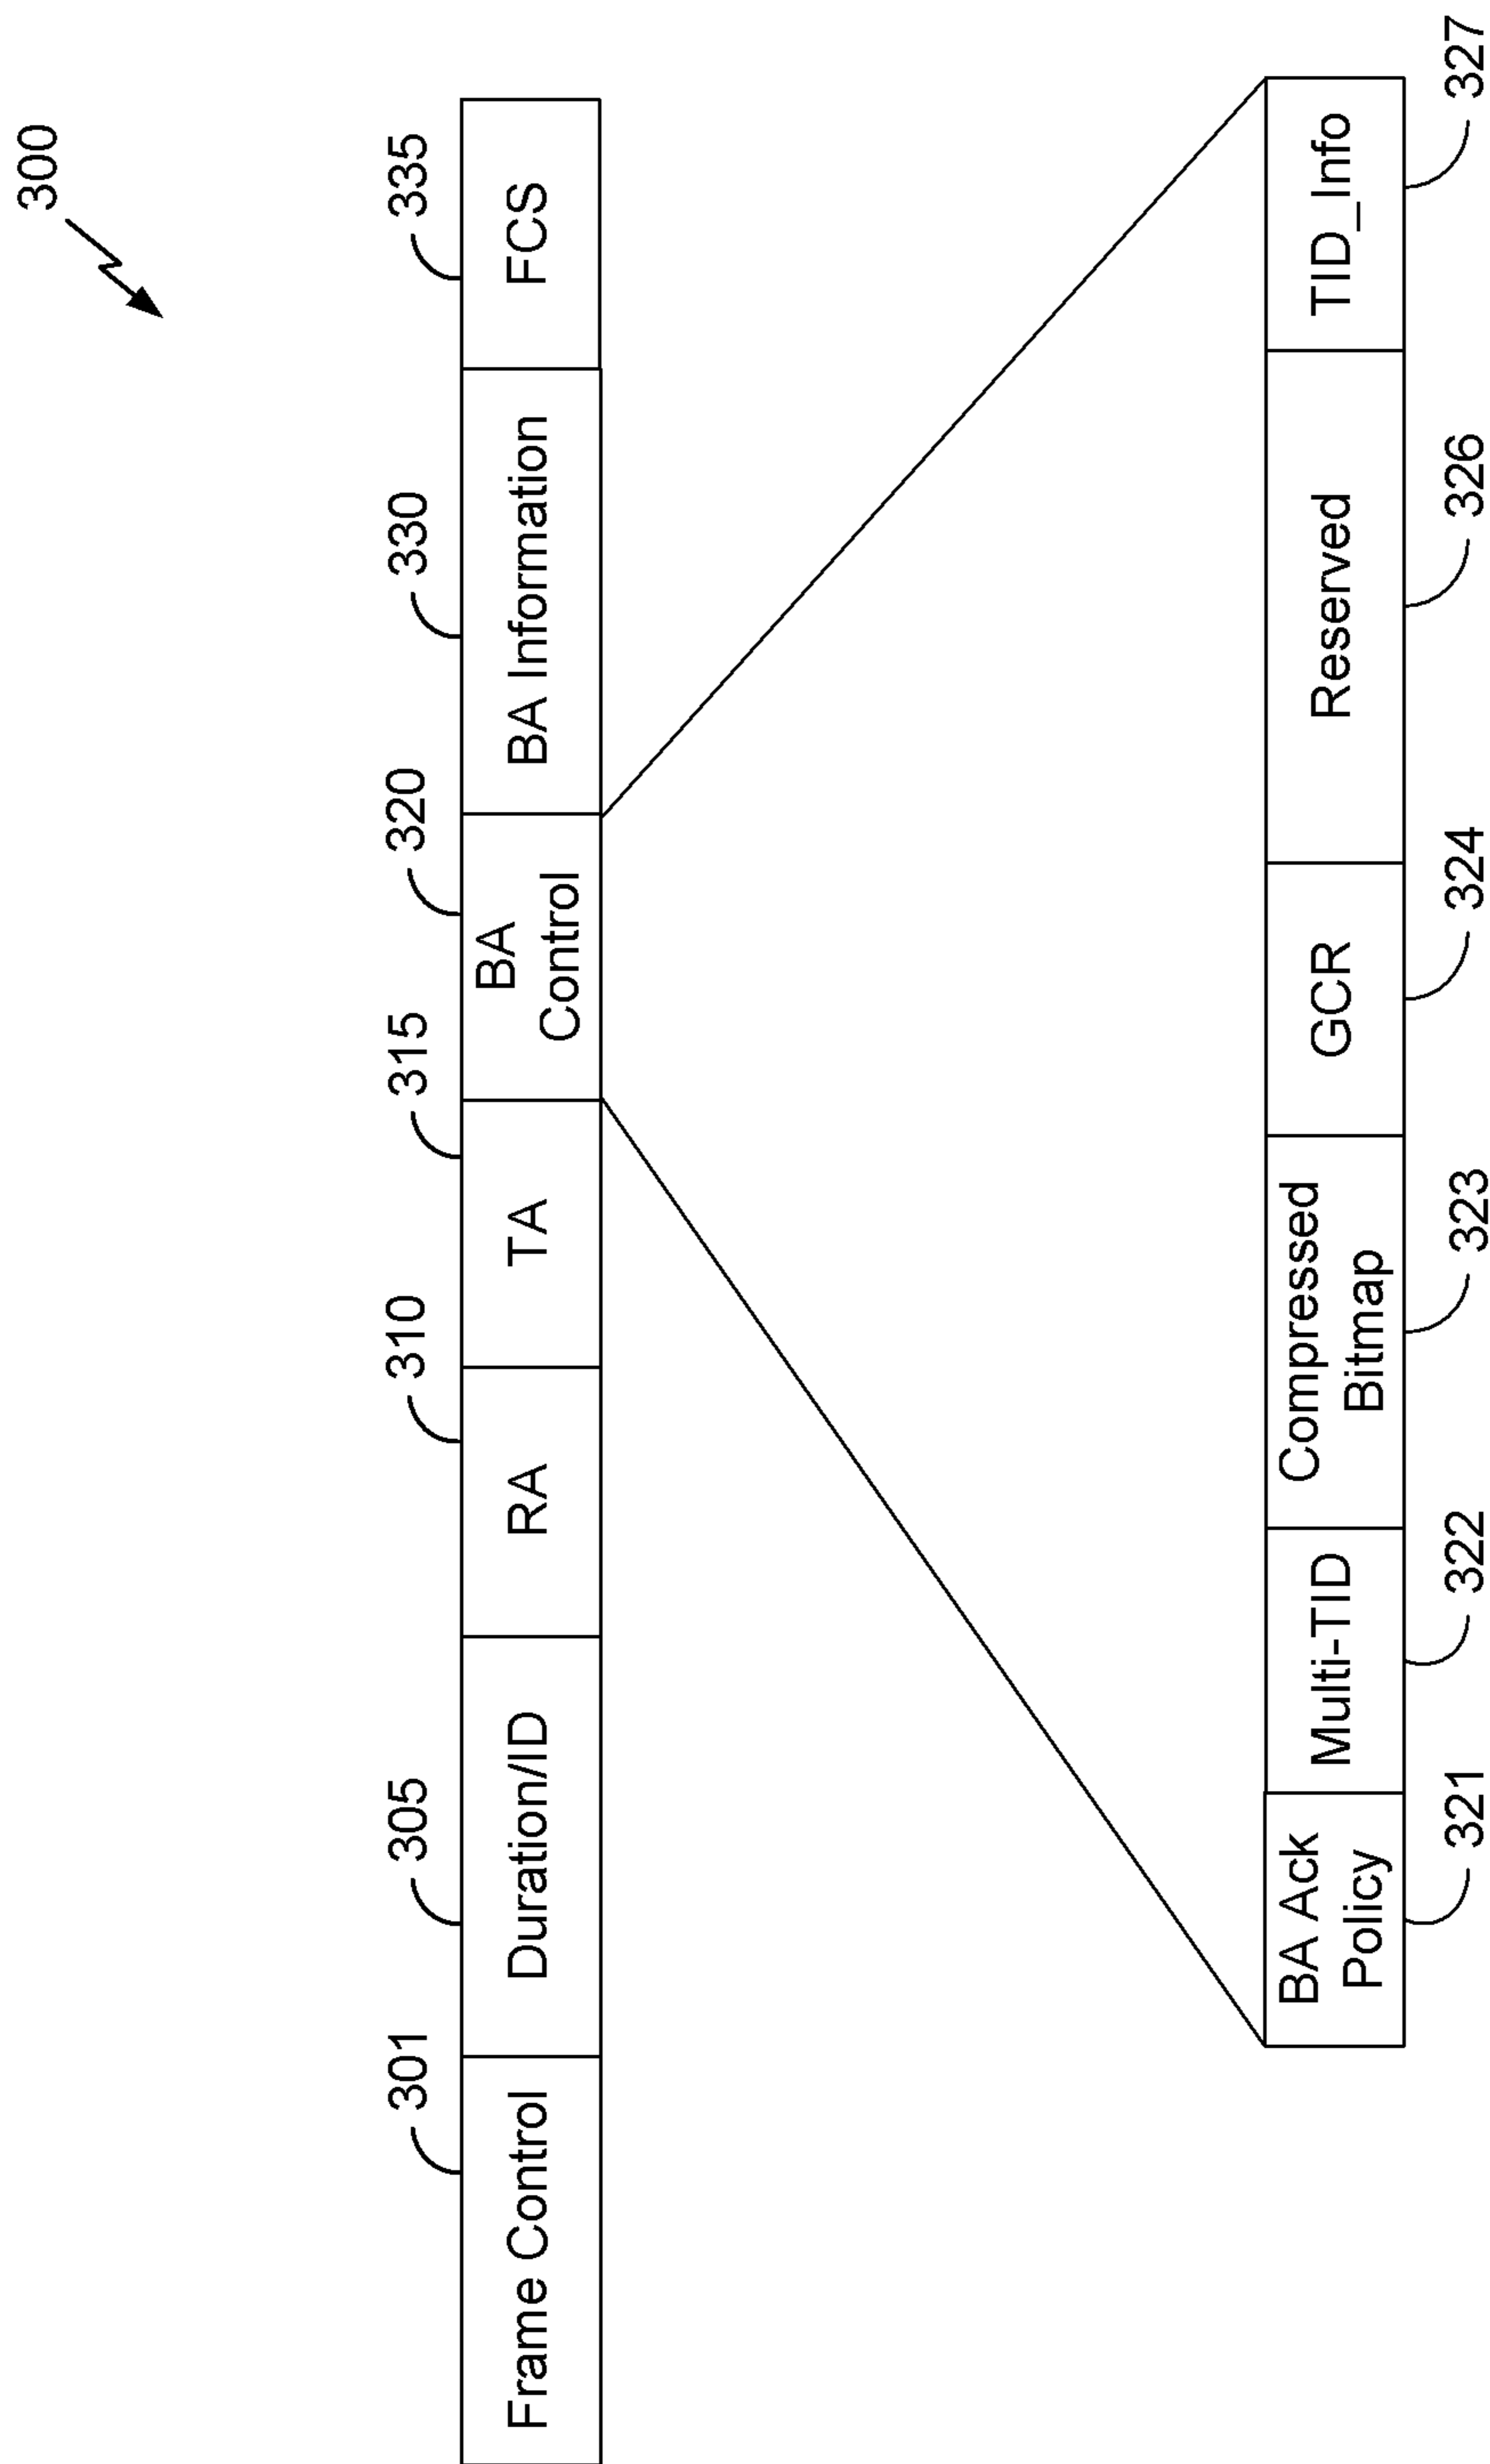 300
301
305
310
315
320
330
335
Frame Control
Duration/ID
RA
TA
BA
Control
BA Information
FCS
BA Ack
Policy
Multi-TID
Compressed
Bitmap
GCR
Reserved
TID_Info
321
322
323
324
326
327